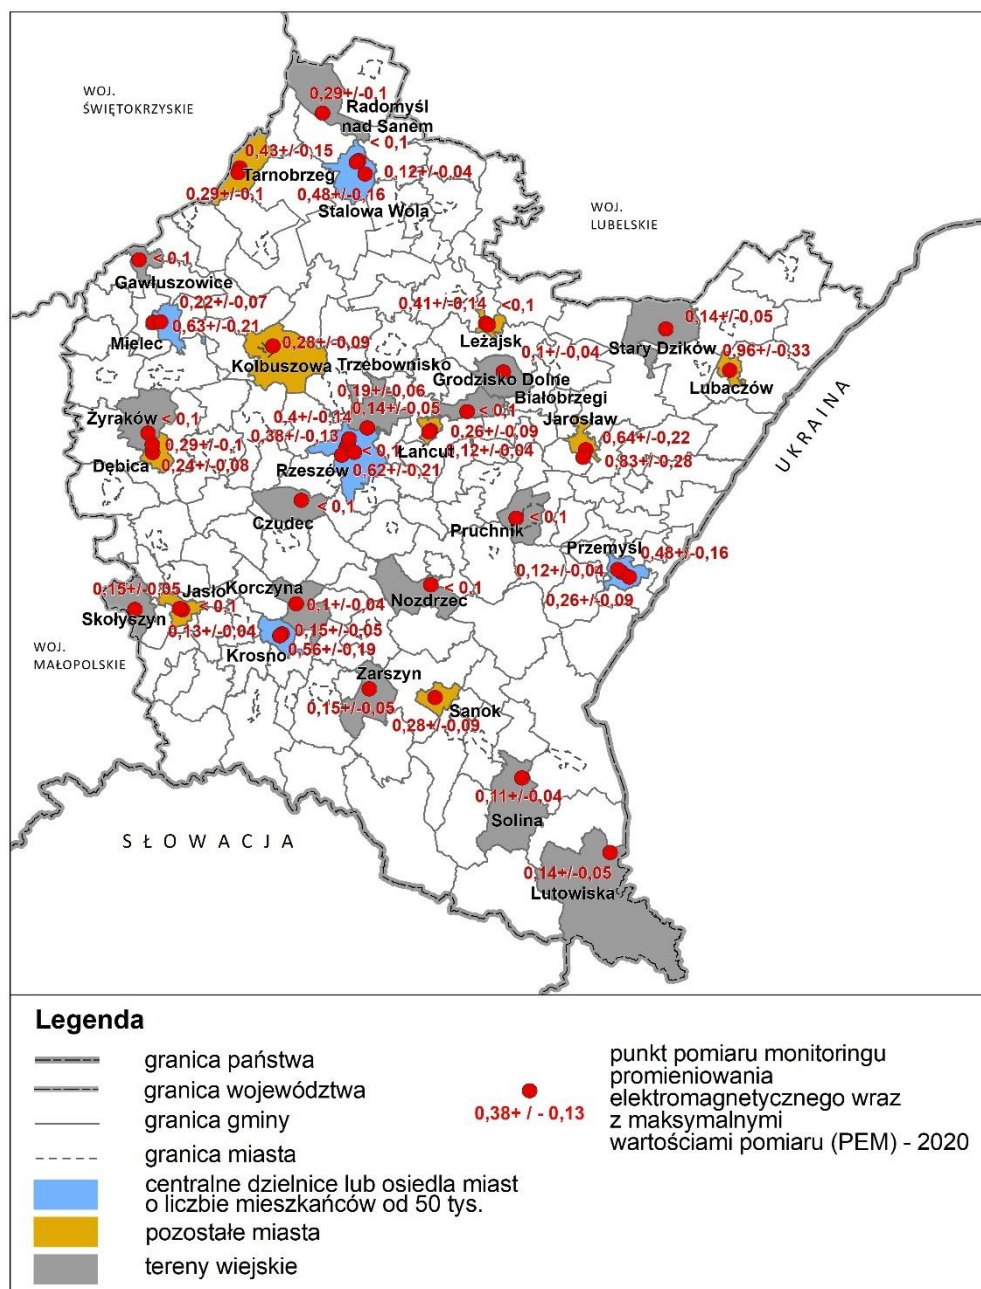 WOJ.
ŚWIĘTOKRZYSKIE
0,29+/-0,1
Radomyśl
nad Sanem
< 0,1
0,43+/-0,15
Tarnobrzeg
0,12+/-0,04
0,29+/-0,1
0,48+/-0,16
Stalowa Wola
WOJ.
LUBELSKIE
< 0,1
Gawłuszowice
0,22+/-0,07
0,63+/-0,21
Mielec
0,41+/-0,14
<0,1
Leżajsk
0,14+/-0,05
Stary Dzików
0,28+/-0,09
Kolbuszowa
Trzebownisko
0,1+/-0,04
Grodzisko Dolne
0,96+/-0,33
Lubaczów
0,19+/-0,06
0,14+/-0,05
Białobrzegi
< 0,1
Jarosław
Żyraków
< 0,1
0,4+/-0,14
0,38+/-0,13
0,26+/-0,09
0,64+/-0,22
0,29+/-0,1
Dębica
0,24+/-0,08
Rzeszów
< 0,1
Łańcut
0,12+/-0,04
0,83+/-0,28
0,62+/-0,21
UKRAINA
< 0,1
Czudec
< 0,1
Pruchnik
Przemyśl
0,48+/-0,16
0,12+/-0,04
0,26+/-0,09
0,15+/-0,05
Skołyszyn
Jasło
< 0,1
0,13+/-0,04
Korczyna
0,1+/-0,04
< 0,1
Nozdrzec
0,15+/-0,05
0,56+/-0,19
Krosno
WOJ.
MAŁOPOLSKIE
Zarszyn
0,15+/-0,05
Sanok
0,28+/-0,09
0,11+/-0,04
Solina
SŁOWACJA
0,14+/-0,05
Lutowiska
Legenda
granica państwa
granica województwa
granica gminy
granica miasta
centralne dzielnice lub osiedla miast
o liczbie mieszkańców od 50 tys.
pozostałe miasta
tereny wiejskie
0,38+ / - 0,13
punkt pomiaru monitoringu
promieniowania
elektromagnetycznego wraz
z maksymalnymi
wartościami pomiaru (PEM) - 2020